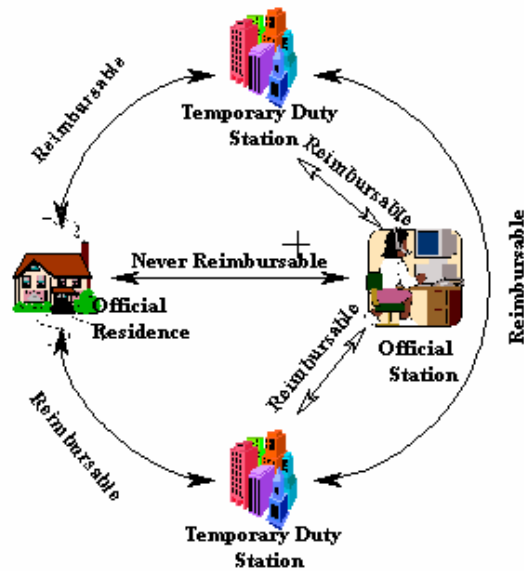 Reimbursable
Temporary Duty
Station
Reimbursable
Reimbursable
Never Reimbursable
Official
Residence
Official
Station
Reimbursable
Reimbursable
Temporary Duty
Station